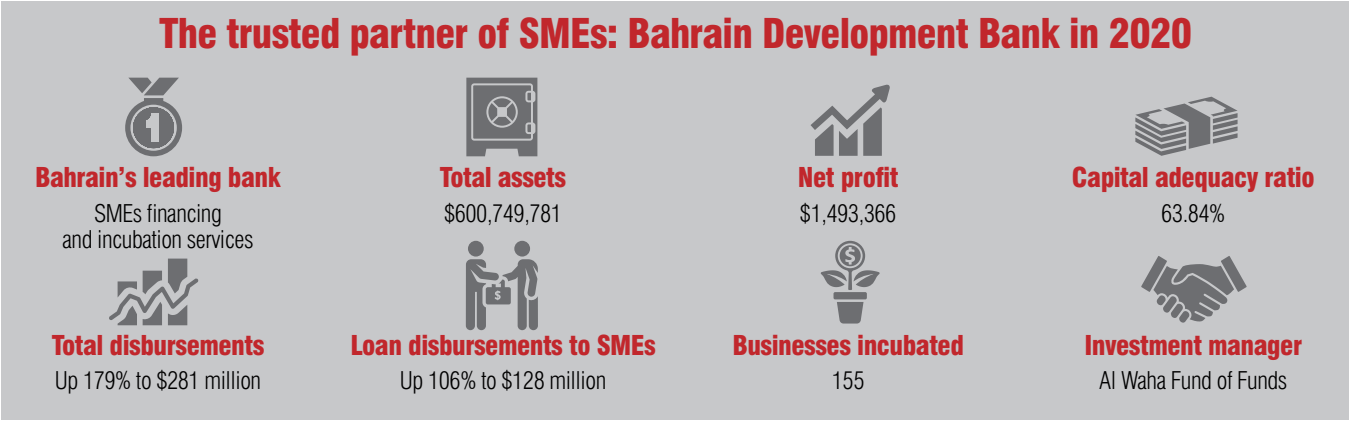 The trusted partner of SMEs: Bahrain Development Bank in 2020
1
Bahrain's leading bank
SMEs financing
and incubation services
Total assets
$600,749,781
Net profit
$1,493,366
Capital adequacy ratio
63.84%
Total disbursements
Up 179% to $281 million
$
Loan disbursements to SMEs
Up 106% to $128 million
$
Businesses incubated
155
Investment manager
Al Waha Fund of Funds